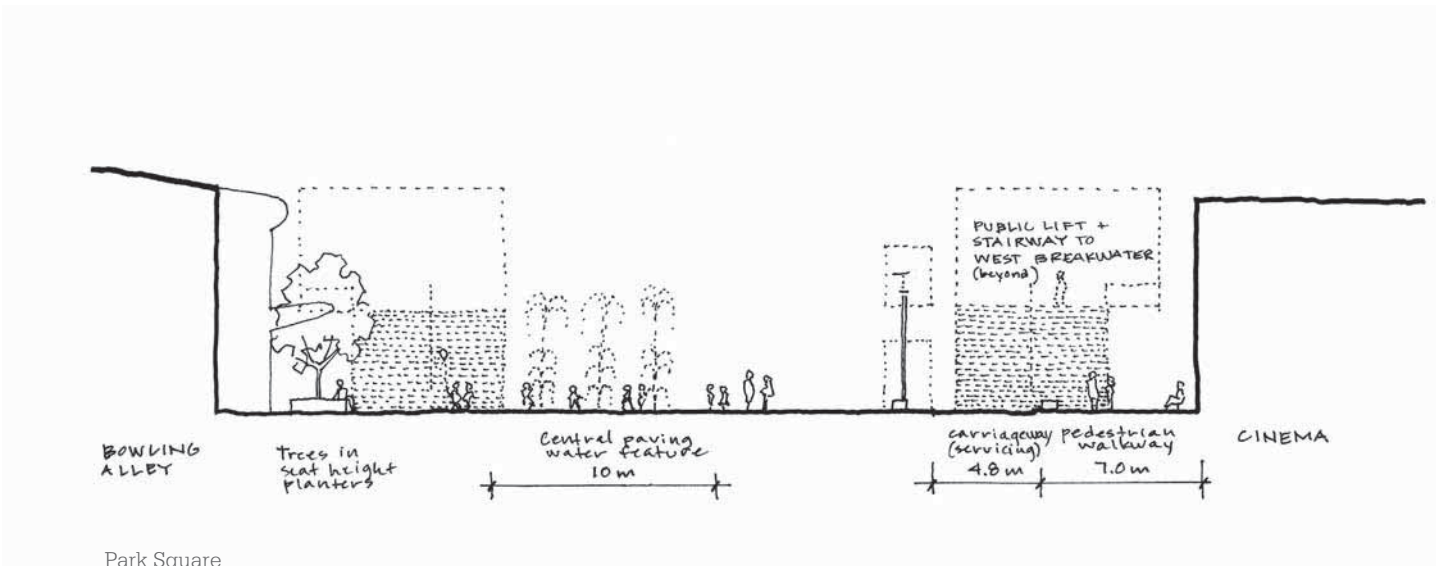 PUBLIC LIFT +
STAIRWAY TO
WEST BREAKWATER
(beyond)
BOWLING
ALLEY
Trees in
seat height
planters
Central paving
water feature
10 m
carriageway
(servicing)
4.8 m
pedestrian
walkway
7.0 m
CINEMA
Park Square